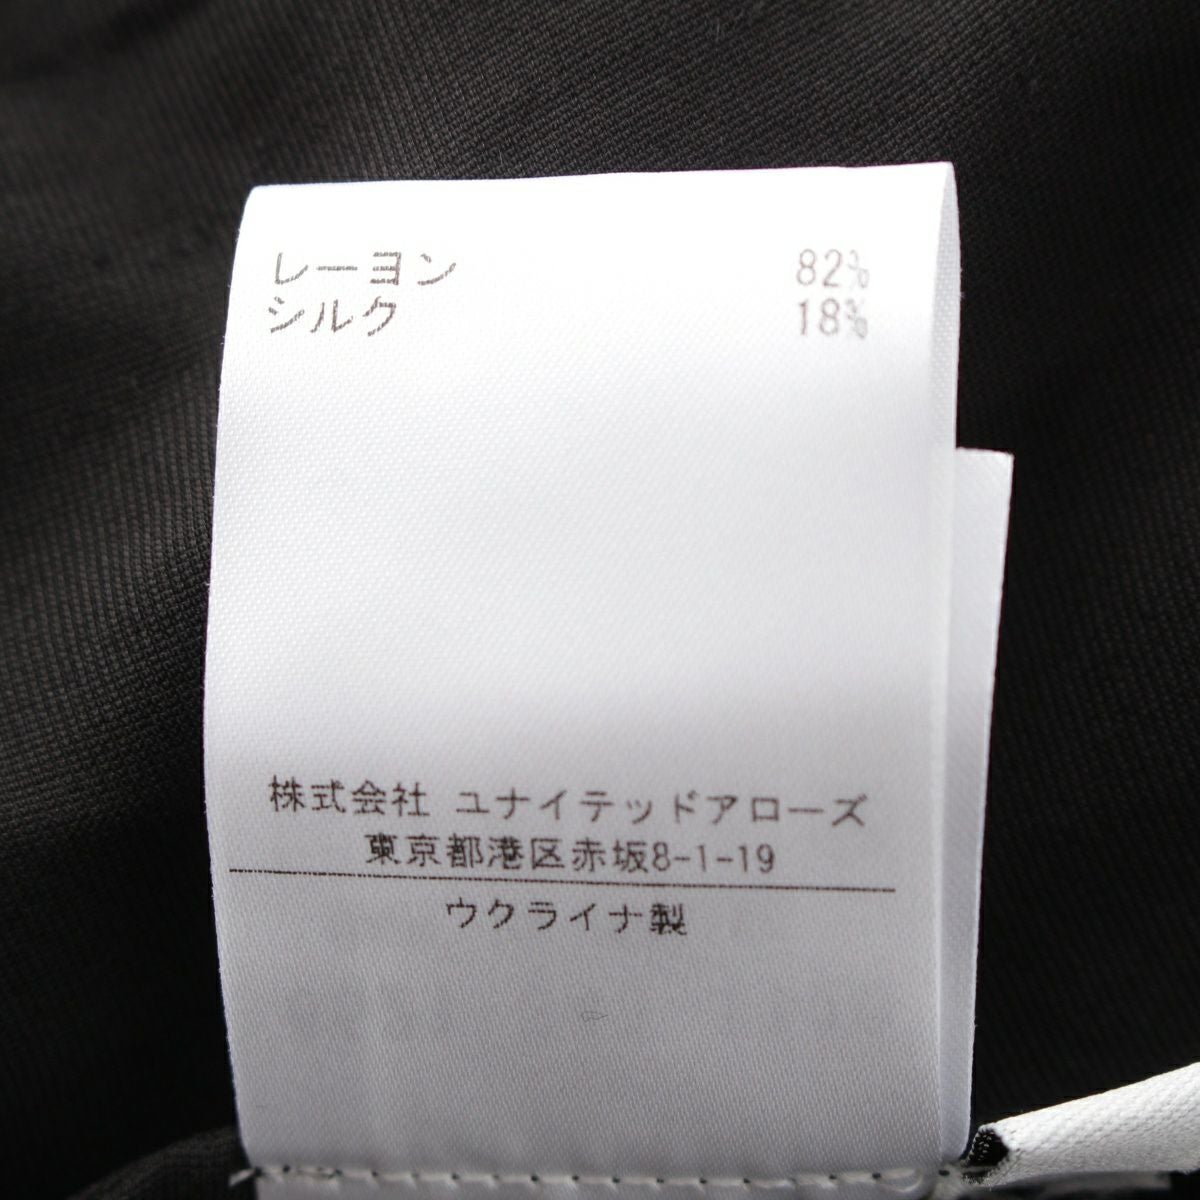 レーヨン 82%
シルク 18%
株式会社 ユナイテッドアローズ
東京都港区赤坂8-1-19
ウクライナ製